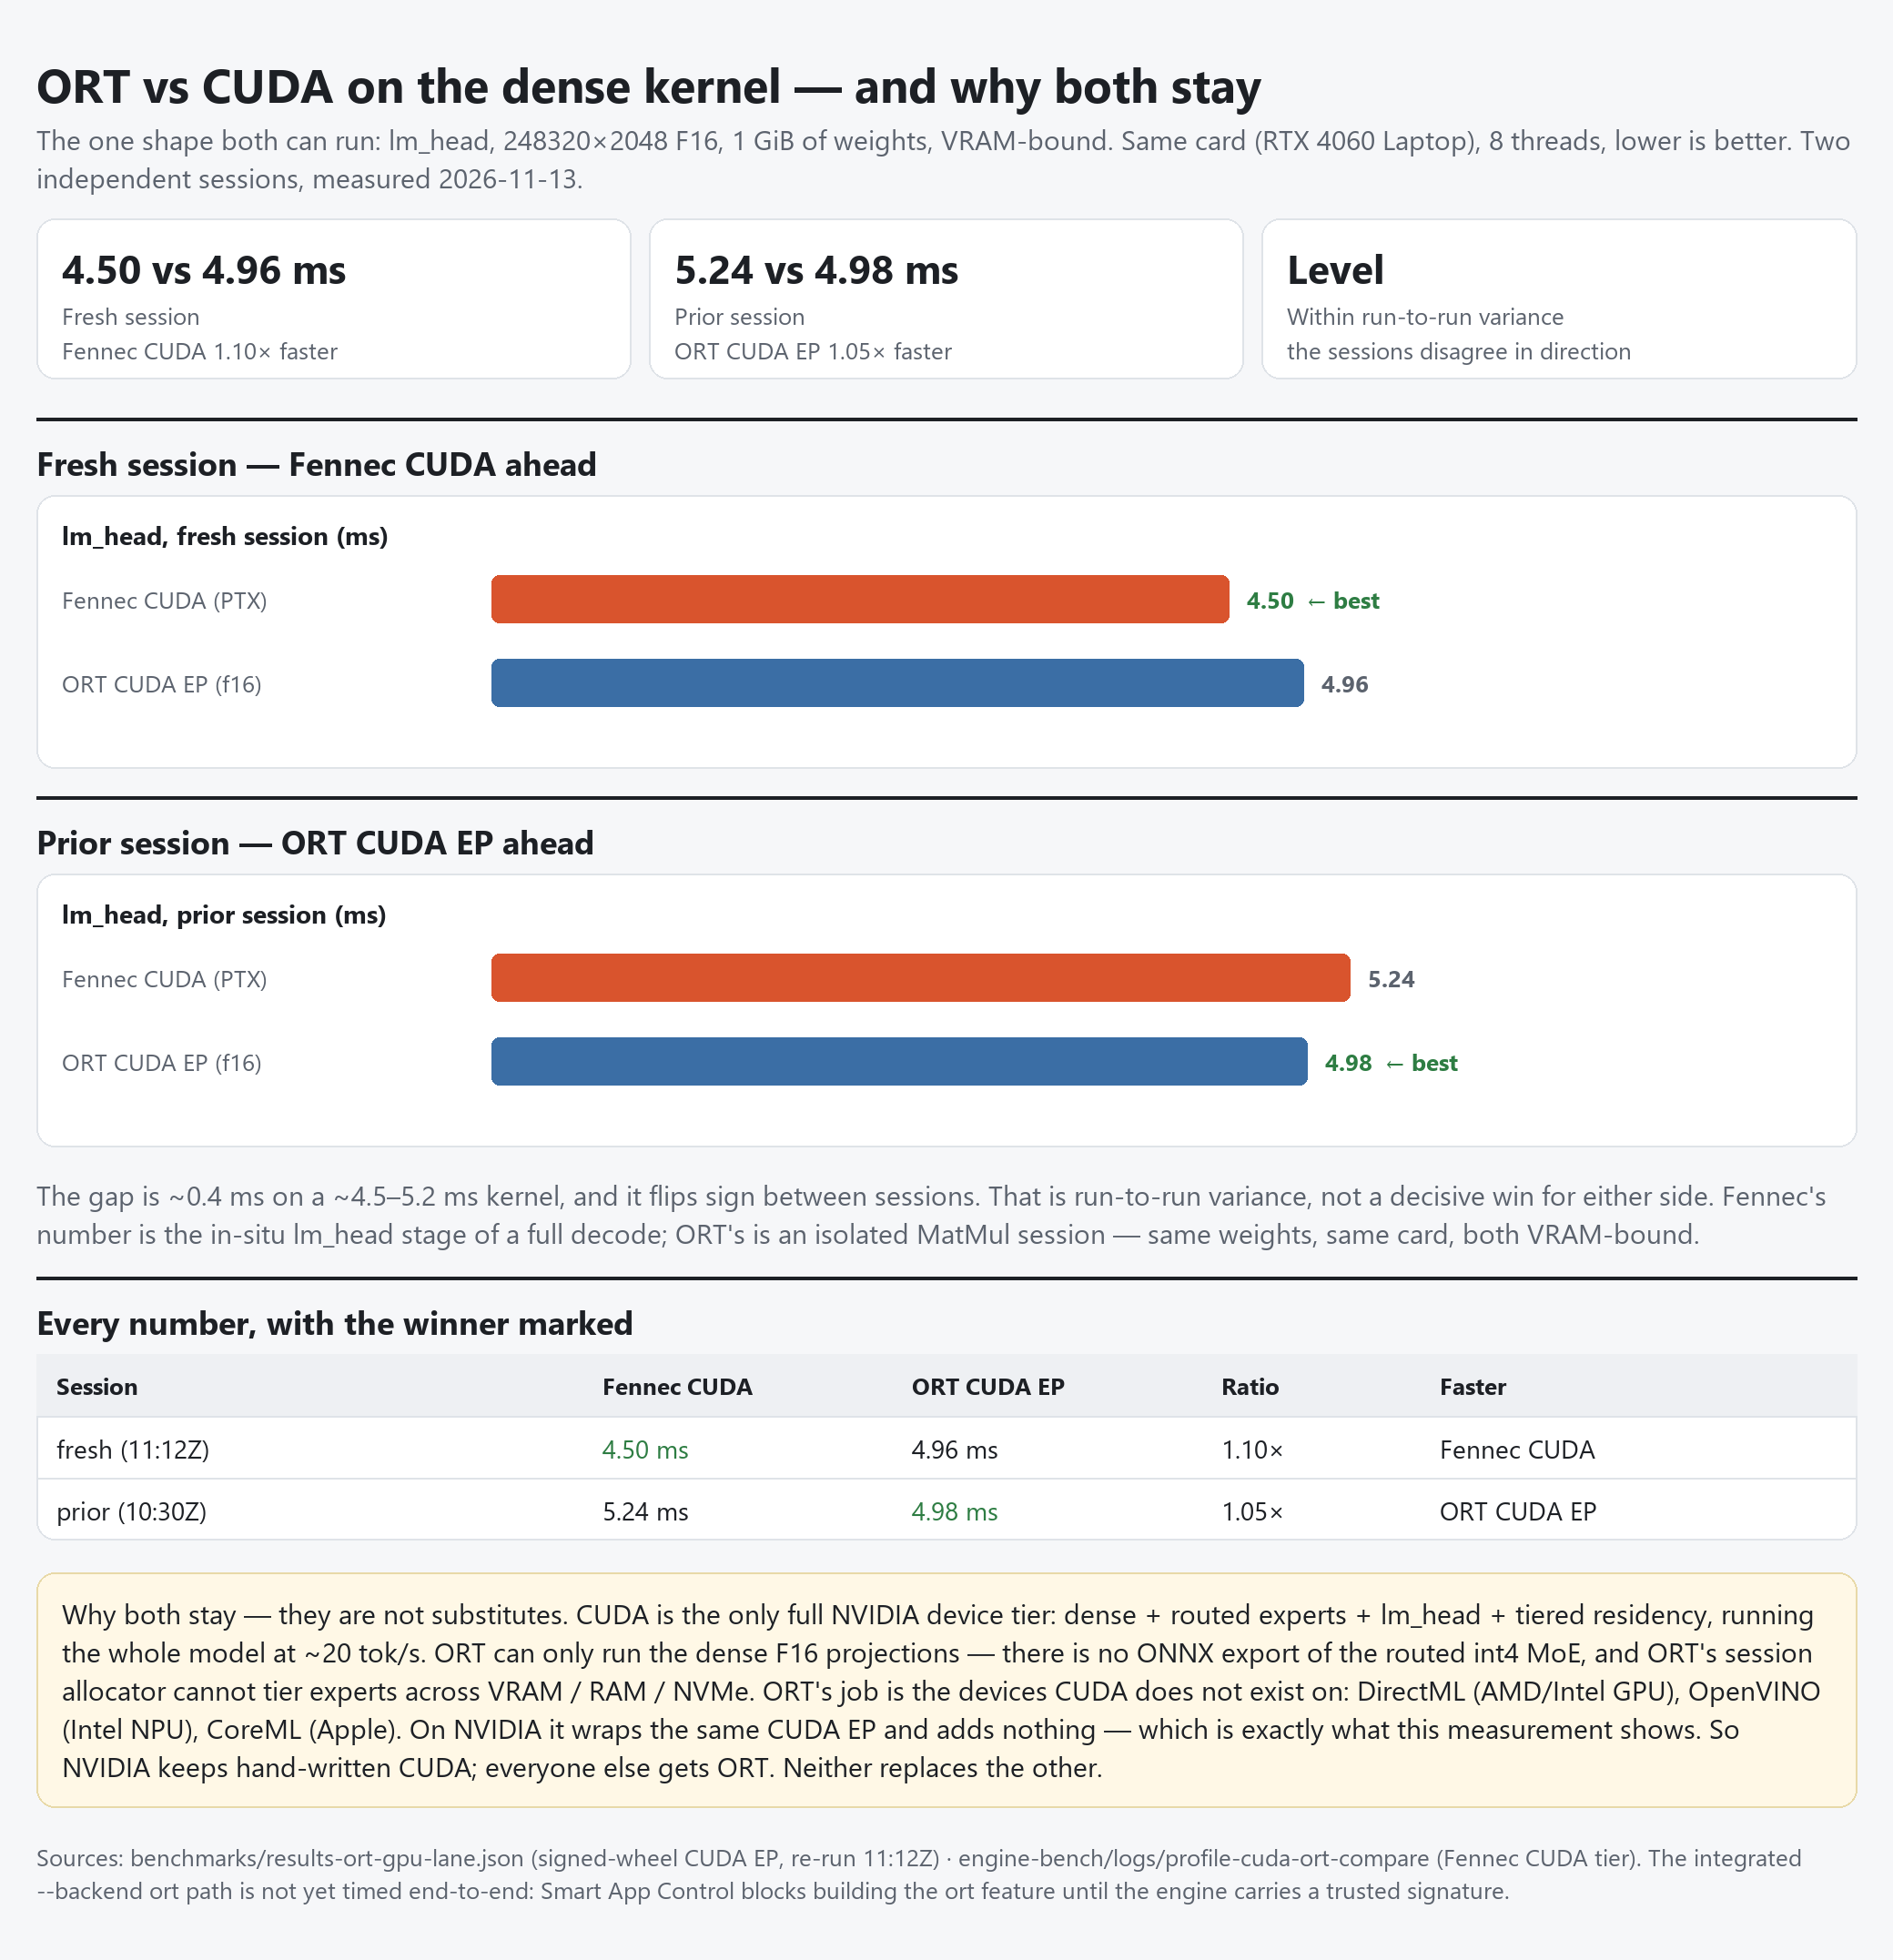 ORT vs CUDA on the dense kernel — and why both stay
The one shape both can run: lm_head, 248320×2048 F16, 1 GiB of weights, VRAM-bound. Same card (RTX 4060 Laptop), 8 threads, lower is better. Two
independent sessions, measured 2026-11-13.
4.50 vs 4.96 ms
Fresh session
Fennec CUDA 1.10× faster
5.24 vs 4.98 ms
Prior session
ORT CUDA EP 1.05× faster
Level
Within run-to-run variance
the sessions disagree in direction
Fresh session — Fennec CUDA ahead
lm_head, fresh session (ms)
Fennec CUDA (PTX) 4.50 ← best
ORT CUDA EP (f16) 4.96
Prior session — ORT CUDA EP ahead
lm_head, prior session (ms)
Fennec CUDA (PTX) 5.24
ORT CUDA EP (f16) 4.98 ← best
The gap is ~0.4 ms on a ~4.5–5.2 ms kernel, and it flips sign between sessions. That is run-to-run variance, not a decisive win for either side. Fennec's
number is the in-situ lm_head stage of a full decode; ORT's is an isolated MatMul session — same weights, same card, both VRAM-bound.
Every number, with the winner marked
Session Fennec CUDA ORT CUDA EP Ratio Faster
fresh (11:12Z) 4.50 ms 4.96 ms 1.10× Fennec CUDA
prior (10:30Z) 5.24 ms 4.98 ms 1.05× ORT CUDA EP
Why both stay — they are not substitutes. CUDA is the only full NVIDIA device tier: dense + routed experts + lm_head + tiered residency, running
the whole model at ~20 tok/s. ORT can only run the dense F16 projections — there is no ONNX export of the routed int4 MoE, and ORT's session
allocator cannot tier experts across VRAM / RAM / NVMe. ORT's job is the devices CUDA does not exist on: DirectML (AMD/Intel GPU), OpenVINO
(Intel NPU), CoreML (Apple). On NVIDIA it wraps the same CUDA EP and adds nothing — which is exactly what this measurement shows. So
NVIDIA keeps hand-written CUDA; everyone else gets ORT. Neither replaces the other.
Sources: benchmarks/results-ort-gpu-lane.json (signed-wheel CUDA EP, re-run 11:12Z) · engine-bench/logs/profile-cuda-ort-compare (Fennec CUDA tier). The integrated
--backend ort path is not yet timed end-to-end: Smart App Control blocks building the ort feature until the engine carries a trusted signature.